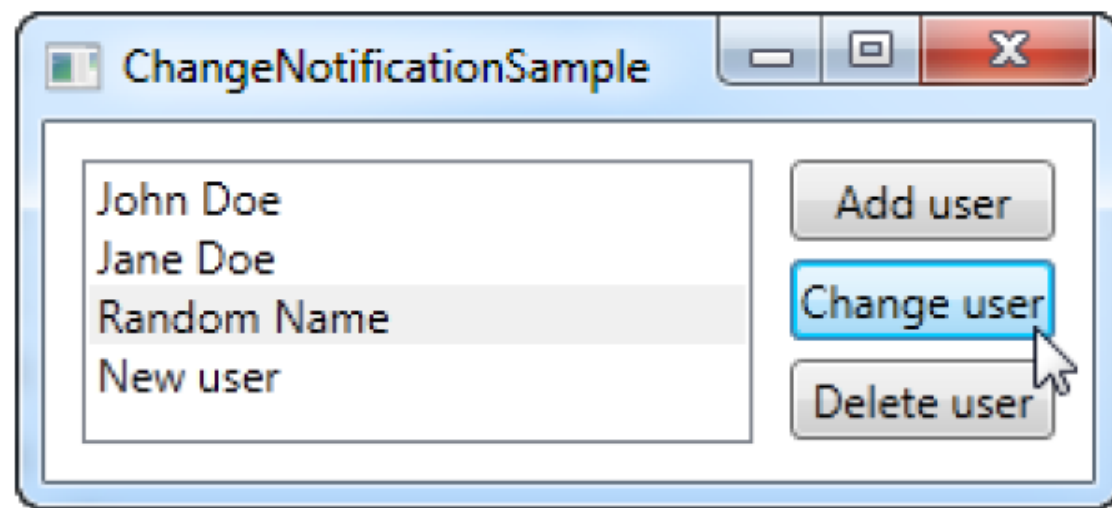 ChangeNotificationSample
John Doe
Jane Doe
Random Name
New user
Add user
Change user
Delete user